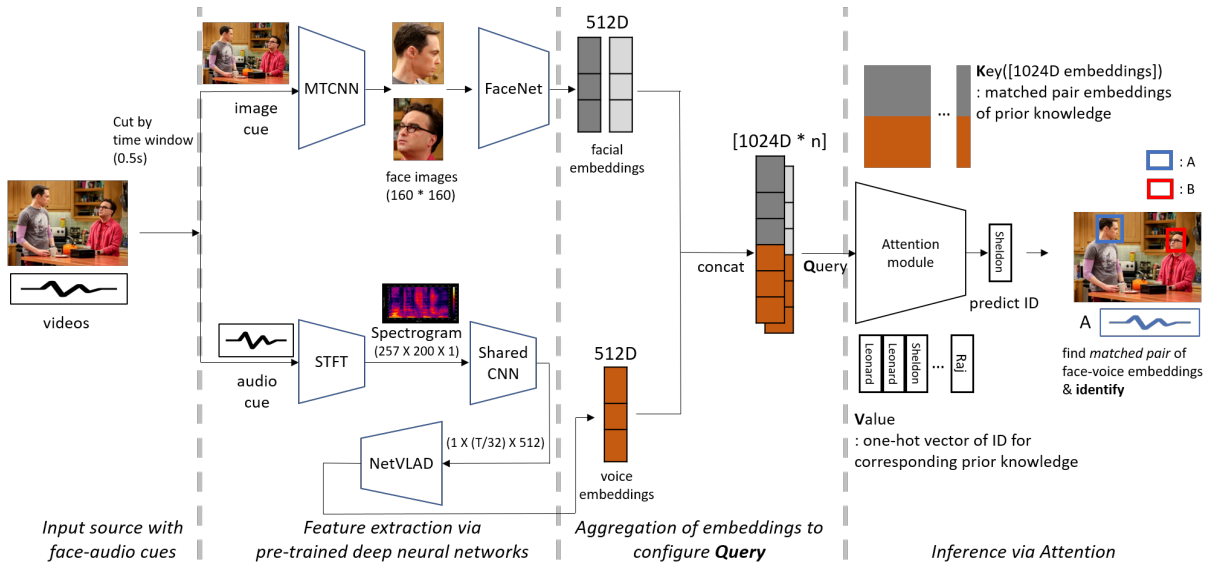 videos
Cut by
time window
(0.5s)
image
cue
MTCNN
face images
(160 * 160)
FaceNet
audio
cue
STFT
Spectrogram
(257 X 200 X 1)
Shared
CNN
(1 X (T/32) X 512)
NetVLAD
512D
facial
embeddings
512D
voice
embeddings
concat
[1024D * n]
Query
Key([1024D embeddings])
: matched pair embeddings
of prior knowledge
...
Attention
module
Sheldon
predict ID
: A
: B
A
find matched pair of
face-voice embeddings
& identify
Leonard
Leonard
Sheldon
...
Raj
Value
: one-hot vector of ID for
corresponding prior knowledge
Input source with
face-audio cues
Feature extraction via
pre-trained deep neural networks
Aggregation of embeddings to
configure Query
Inference via Attention